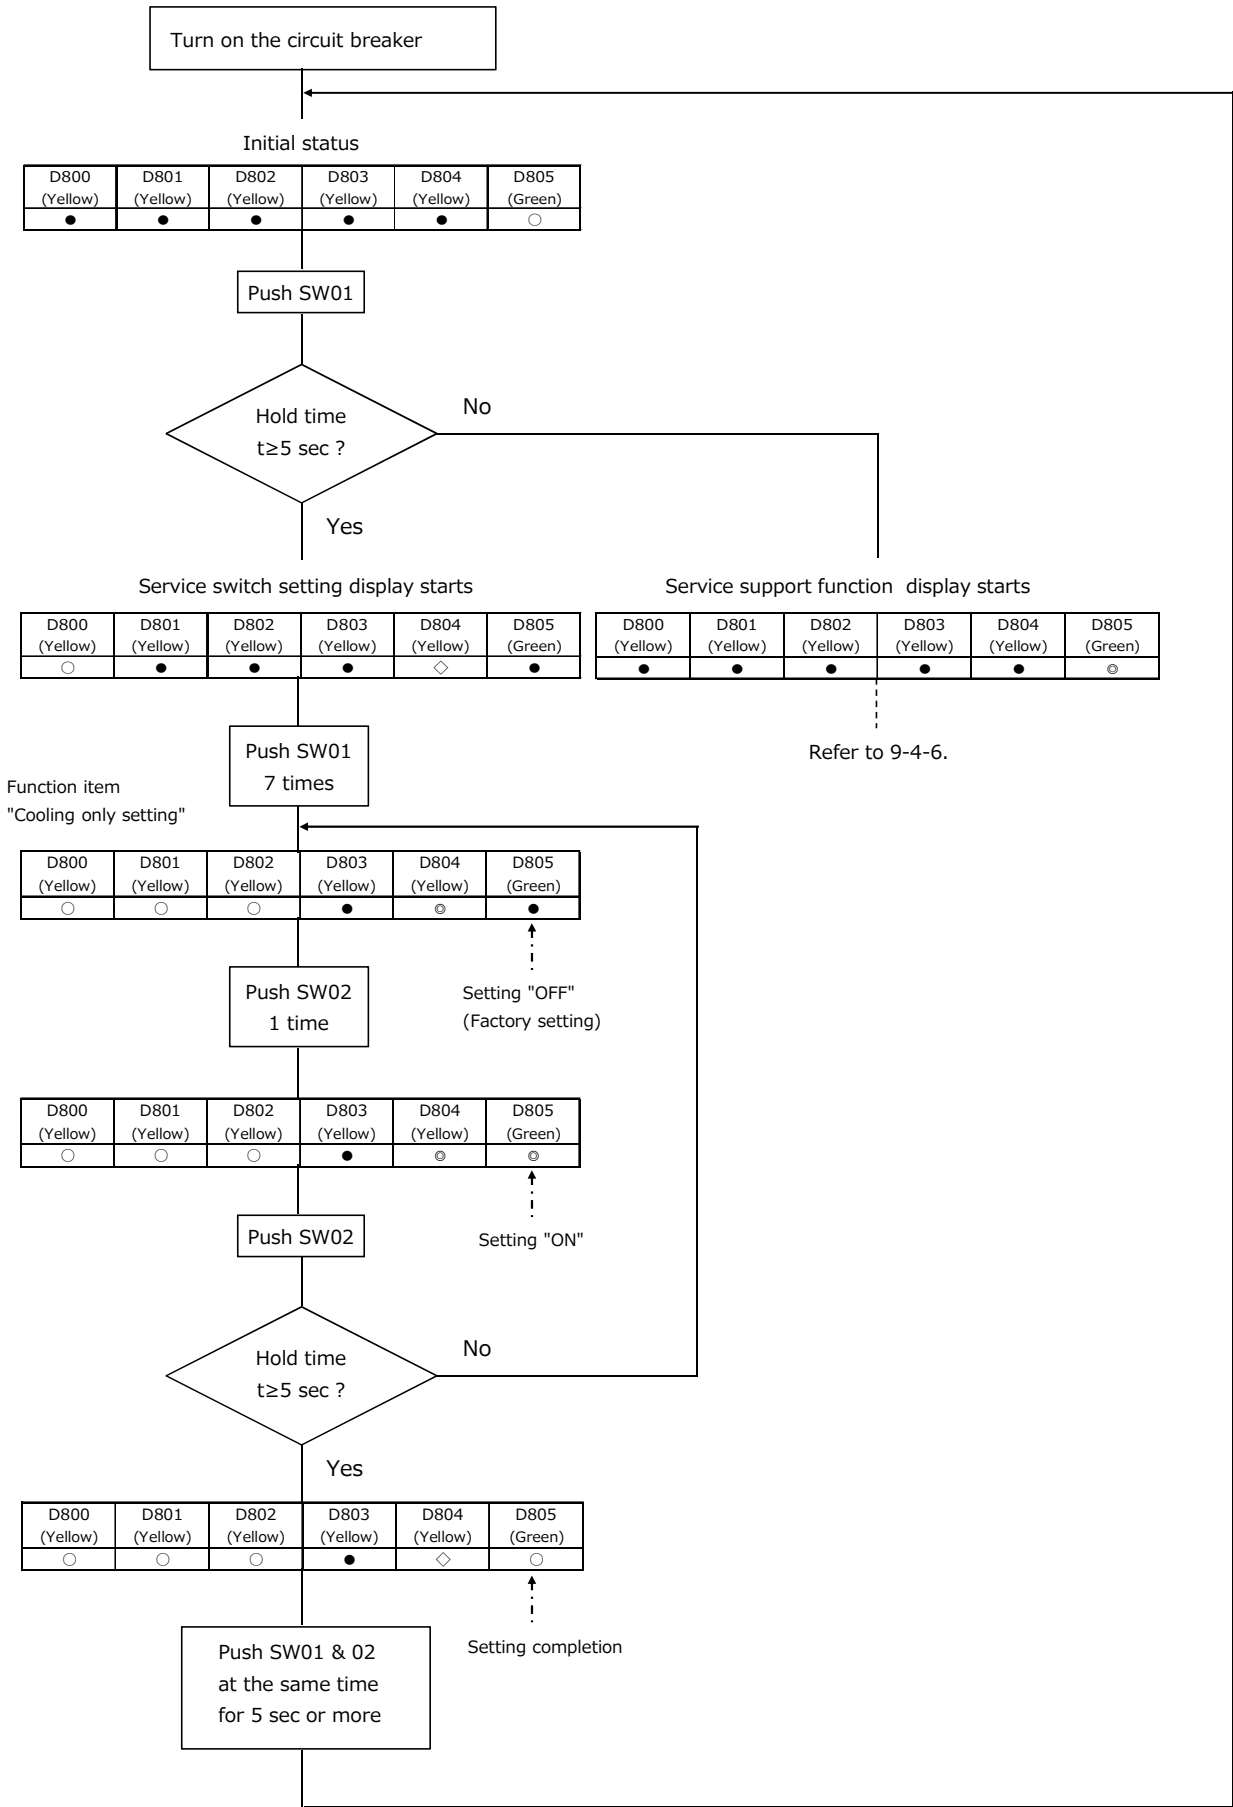 Turn on the circuit breaker
Initial status
D800 D801 D802 D803 D804 D805
(Yellow) (Yellow) (Yellow) (Yellow) (Yellow) (Green)
● ● ● ● ● ○
Push SW01
Hold time
t≥5 sec ?
No
Yes
Service switch setting display starts
D800 D801 D802 D803 D804 D805
(Yellow) (Yellow) (Yellow) (Yellow) (Yellow) (Green)
○ ● ● ● ◇ ●
Service support function display starts
D800 D801 D802 D803 D804 D805
(Yellow) (Yellow) (Yellow) (Yellow) (Yellow) (Green)
● ● ● ● ● ◎
Refer to 9-4-6.
Push SW01
7 times
Function item
"Cooling only setting"
D800 D801 D802 D803 D804 D805
(Yellow) (Yellow) (Yellow) (Yellow) (Yellow) (Green)
○ ○ ○ ● ◎ ●
Setting "OFF"
(Factory setting)
Push SW02
1 time
D800 D801 D802 D803 D804 D805
(Yellow) (Yellow) (Yellow) (Yellow) (Yellow) (Green)
○ ○ ○ ● ◎ ◎
Setting "ON"
Push SW02
Hold time
t≥5 sec ?
No
Yes
D800 D801 D802 D803 D804 D805
(Yellow) (Yellow) (Yellow) (Yellow) (Yellow) (Green)
○ ○ ○ ● ◇ ○
Setting completion
Push SW01 & 02
at the same time
for 5 sec or more